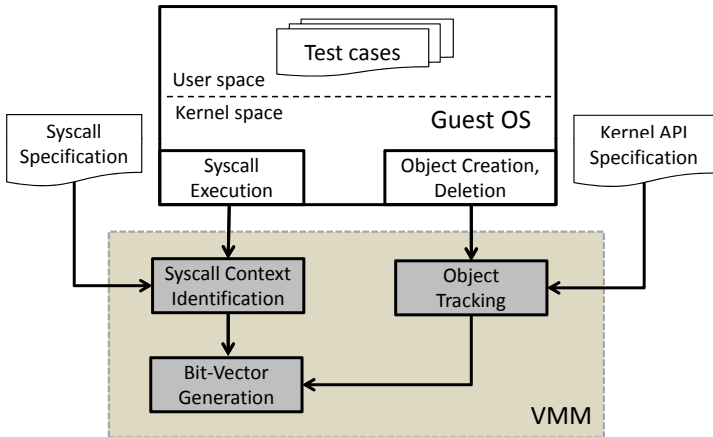 Test cases
User space
Kernel space
Guest OS
Syscall
Specification
Kernel API
Specification
Syscall
Execution
Object Creation,
Deletion
Syscall Context
Identification
Object
Tracking
Bit-Vector
Generation
VMM